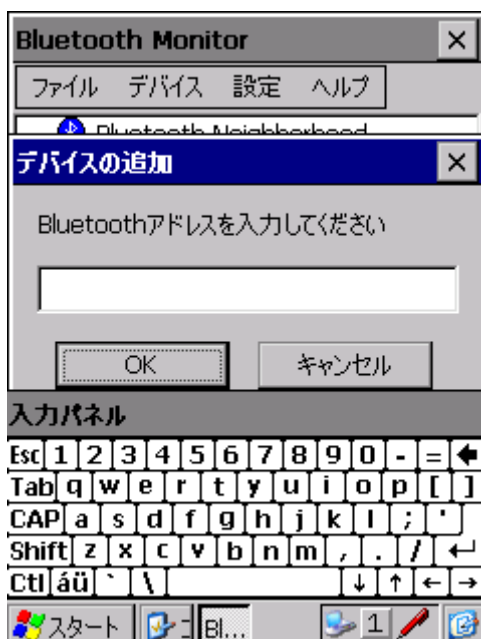 Bluetooth Monitor
ファイル デバイス 設定 ヘルプ
Bluetooth Neighborhood
デバイスの追加
Bluetoothアドレスを入力してください
OK キャンセル
入力パネル
Esc 1 2 3 4 5 6 7 8 9 0 - =
Tab q w e r t y u i o p [ ]
CAP a s d f g h j k l ; '
Shift z x c v b n m , . /
Ctl áü ` \
スタート コ Bl... 1